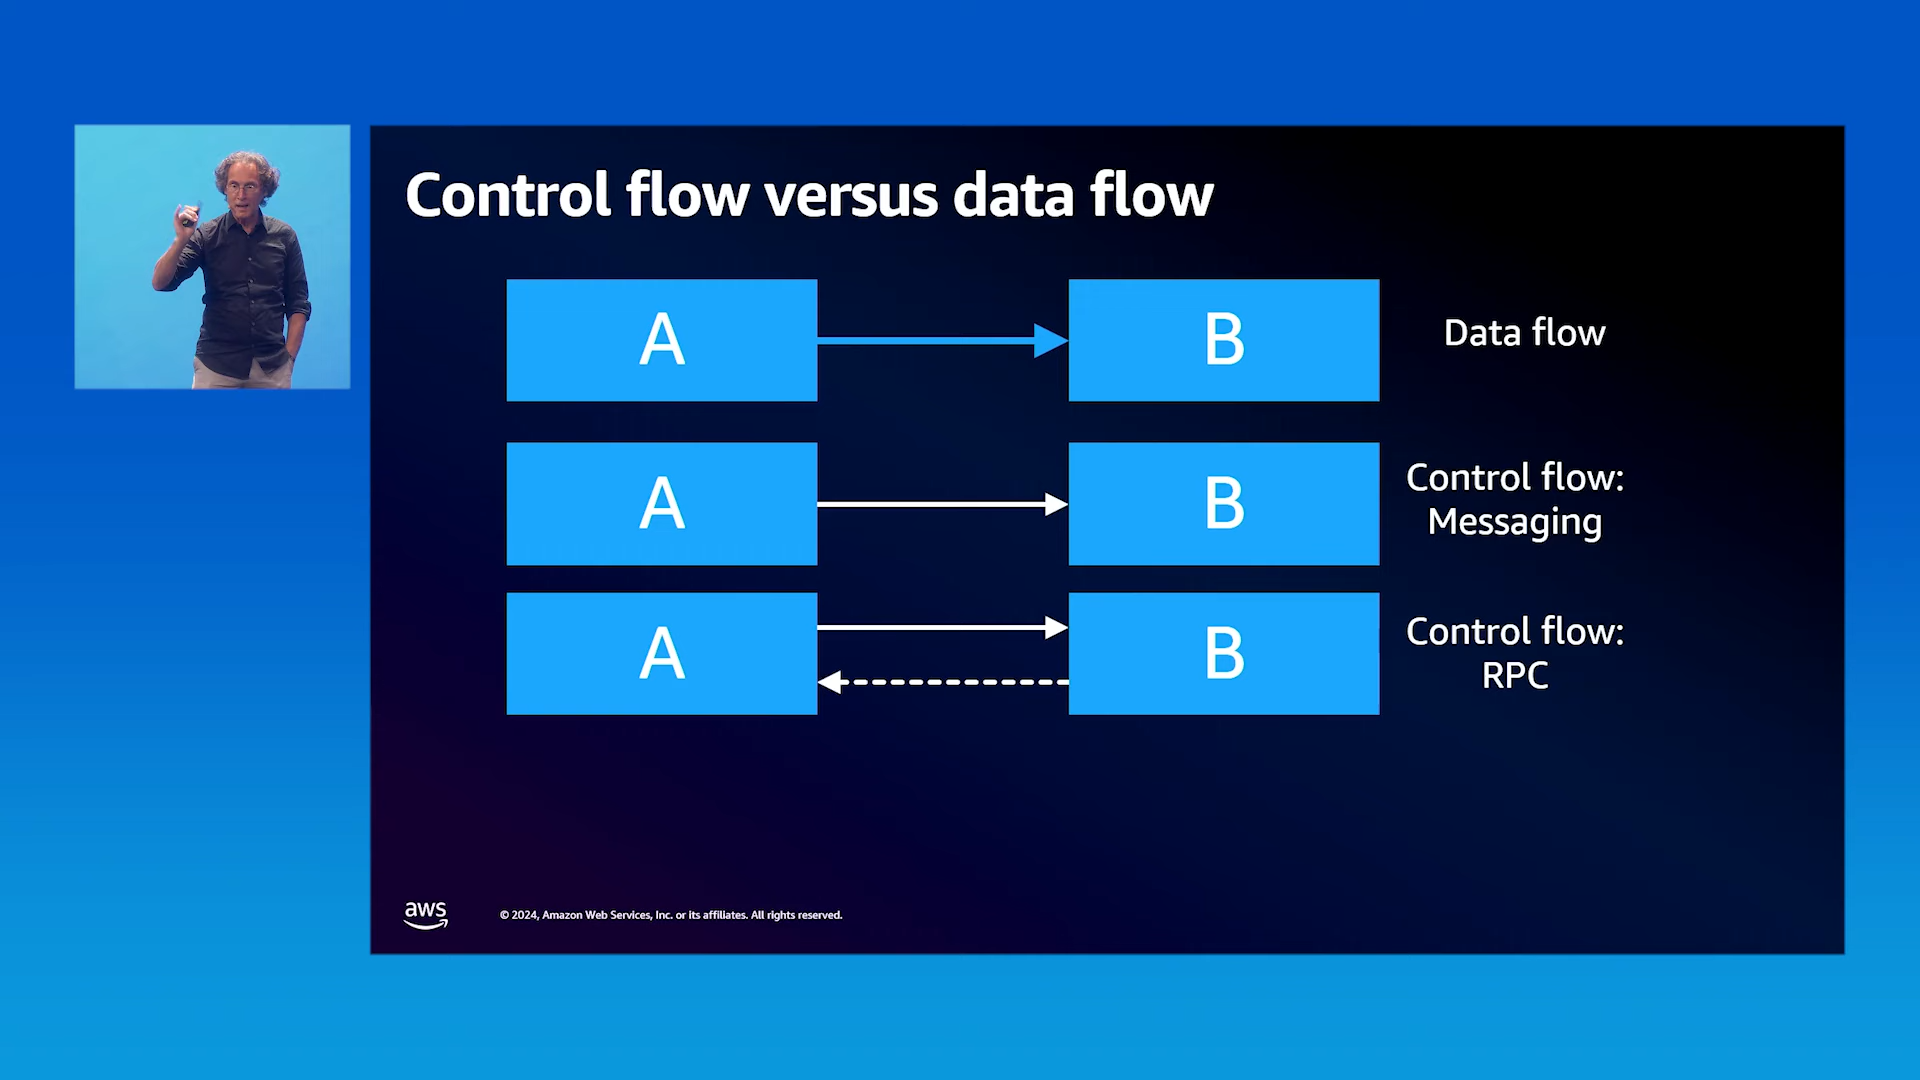 Control flow versus data flow
A
B
Data flow
A
B
Control flow:
Messaging
A
B
Control flow:
RPC
aws
© 2024, Amazon Web Services, Inc. or its affiliates. All rights reserved.